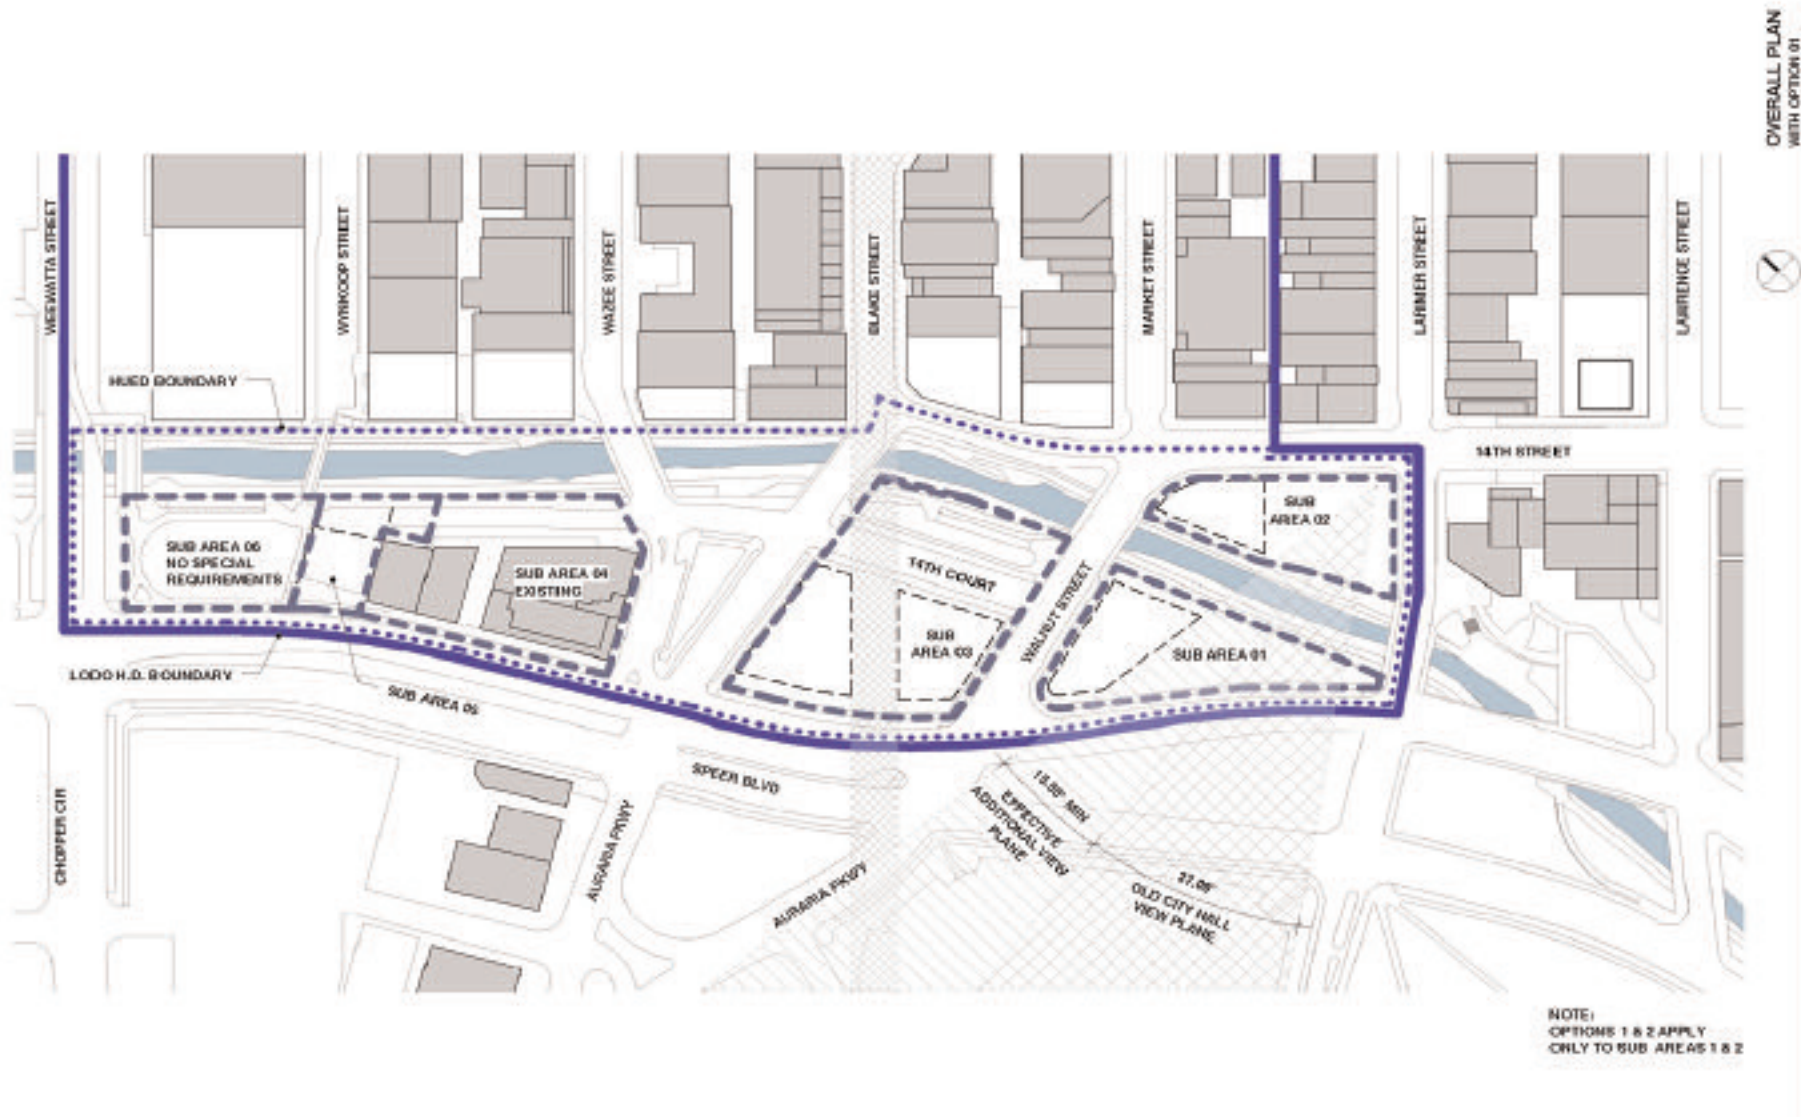 OVERALL PLAN
WITH OPTION 01
WEEWATTA STREET
WYNKOOP STREET
WAZEE STREET
BLAKE STREET
MARKET STREET
LARIMER STREET
LAWRENCE STREET
HUED BOUNDARY
14TH STREET
SUB
AREA 02
SUB AREA 06
NO SPECIAL
REQUIREMENTS
SUB AREA 04
EXISTING
14TH COURT
WALNUT STREET
SUB
AREA 03
SUB AREA 01
LODO H.D. BOUNDARY
SUB AREA 05
SPEER BLVD
CHOPPER CIR
AURARIA PKWY
AURARIA PKWY
MIN
EFFECTIVE
ADDITIONAL VIEW
PLANE
OLD CITY HALL
VIEW PLANE
NOTE:
OPTIONS 1 & 2 APPLY
ONLY TO SUB AREAS 1 & 2